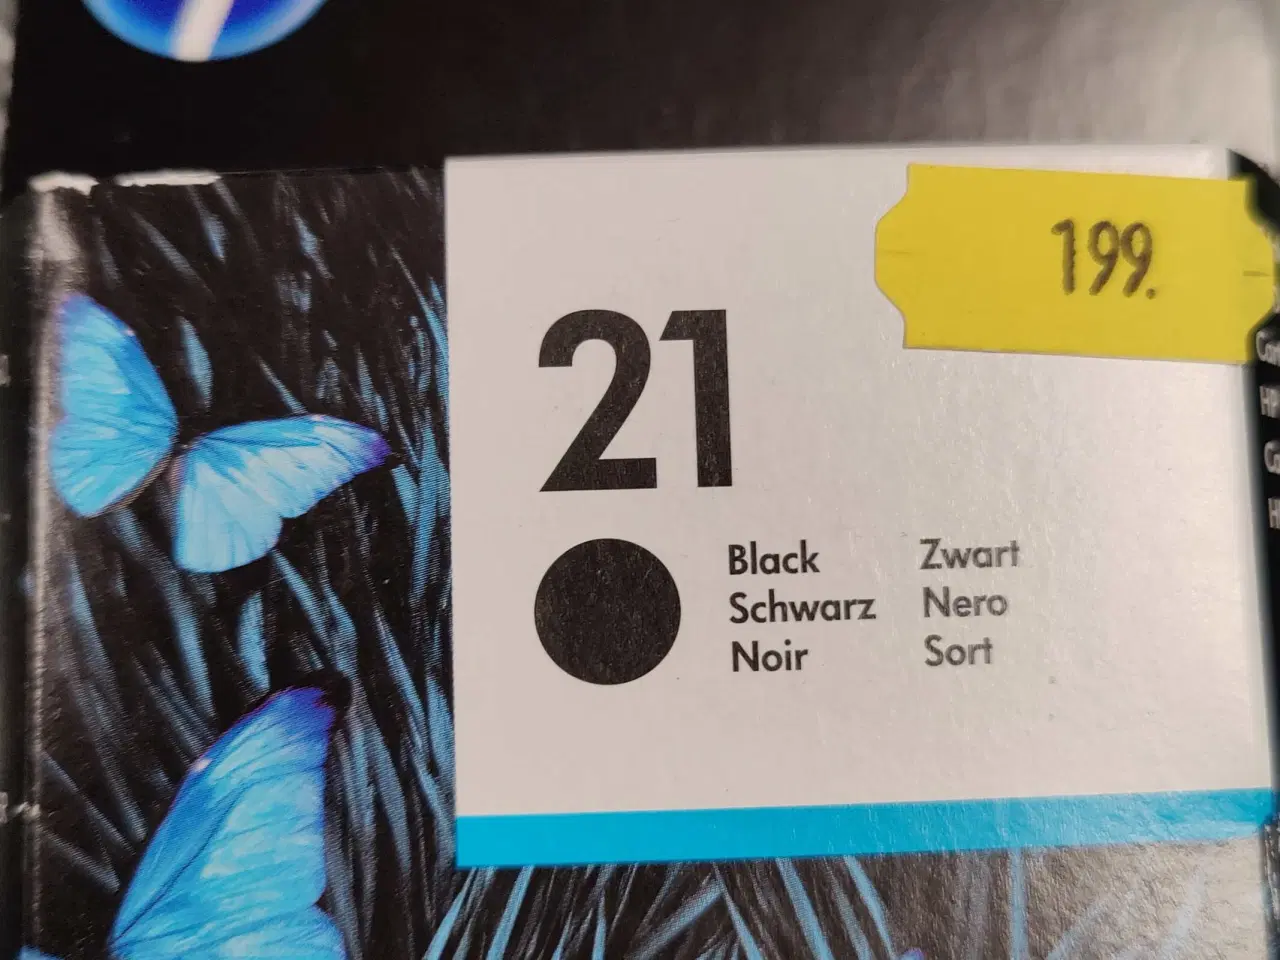 199.
21
Black
Schwarz
Noir
Zwart
Nero
Sort